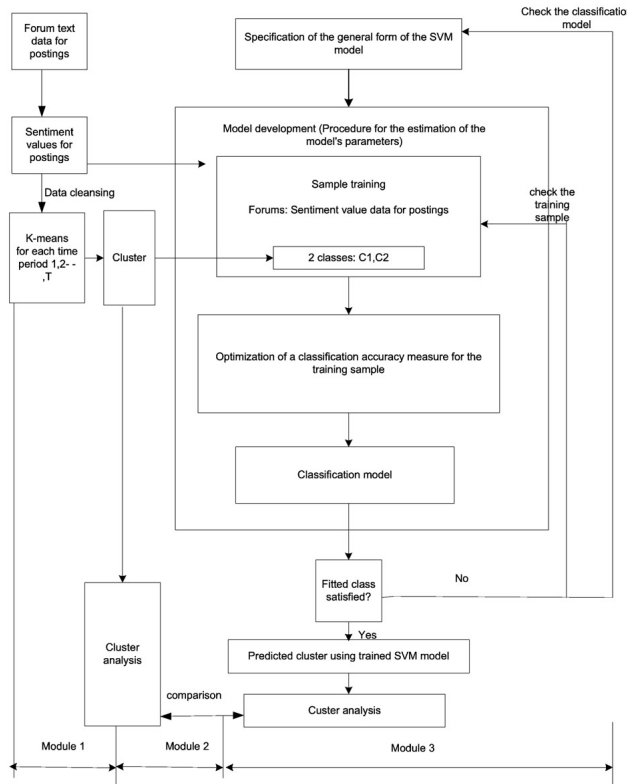 Check the classificatio
model
Forum text
data for
postings
Specification of the general form of the SVM
model
Model development (Procedure for the estimation of the
model's parameters)
Sentiment
values for
postings
Sample training
check the
training
sample
Data cleansing
Forums: Sentiment value data for postings
K-means
for each time
period 1,2- -
,T
Cluster
2 classes: C1,C2
Optimization of a classification accuracy measure for the
training sample
Classification model
Fitted class
satisfied?
No
Yes
Cluster
analysis
Predicted cluster using trained SVM model
comparison
Custer analysis
Module 1
Module 2
Module 3